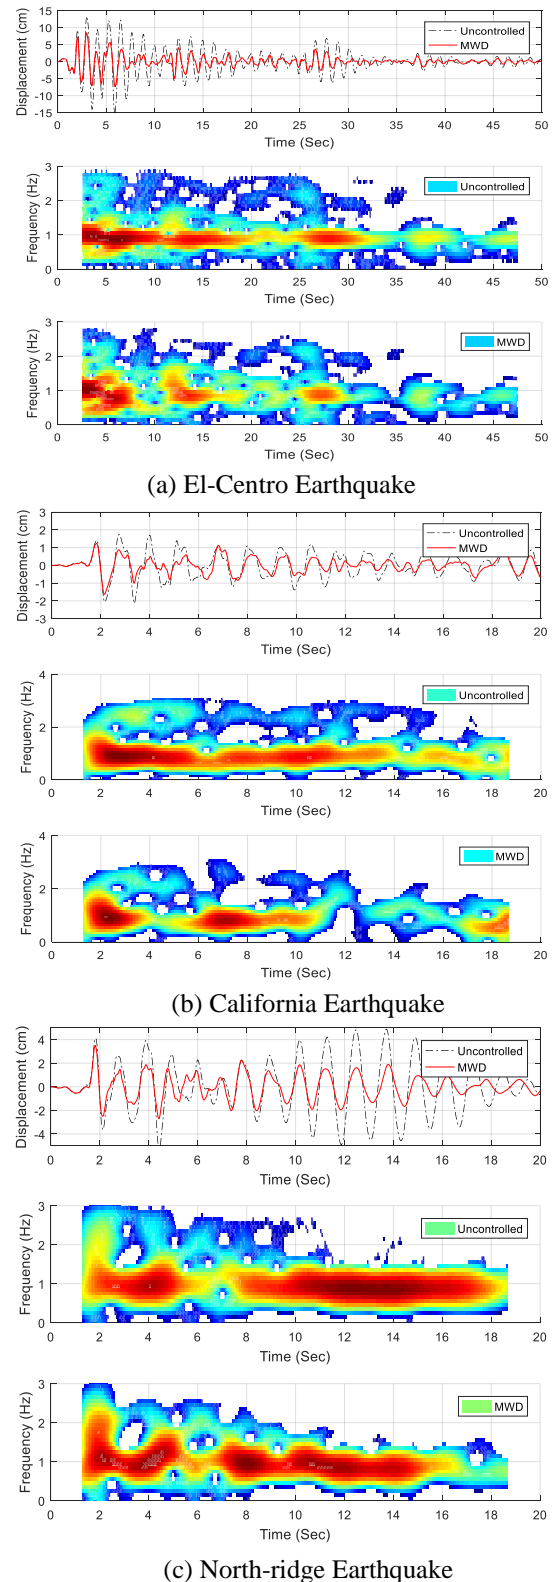 Displacement (cm)
15
10
5
0
-5
-10
-15
Uncontrolled
MWD
0 5 10 15 20 25 30 35 40 45 50
Time (Sec)
Frequency (Hz)
3
2
1
0
Uncontrolled
0 5 10 15 20 25 30 35 40 45 50
Time (Sec)
Frequency (Hz)
3
2
1
0
MWD
0 5 10 15 20 25 30 35 40 45 50
Time (Sec)
(a) El-Centro Earthquake
Displacement (cm)
3
2
1
0
-1
-2
-3
Uncontrolled
MWD
0 2 4 6 8 10 12 14 16 18 20
Time (Sec)
Frequency (Hz)
4
2
0
Uncontrolled
0 2 4 6 8 10 12 14 16 18 20
Time (Sec)
Frequency (Hz)
4
2
0
MWD
0 2 4 6 8 10 12 14 16 18 20
Time (Sec)
(b) California Earthquake
Displacement (cm)
4
2
0
-2
-4
Uncontrolled
MWD
0 2 4 6 8 10 12 14 16 18 20
Time (Sec)
Frequency (Hz)
3
2
1
0
Uncontrolled
0 2 4 6 8 10 12 14 16 18 20
Time (Sec)
Frequency (Hz)
3
2
1
0
MWD
0 2 4 6 8 10 12 14 16 18 20
Time (Sec)
(c) North-ridge Earthquake